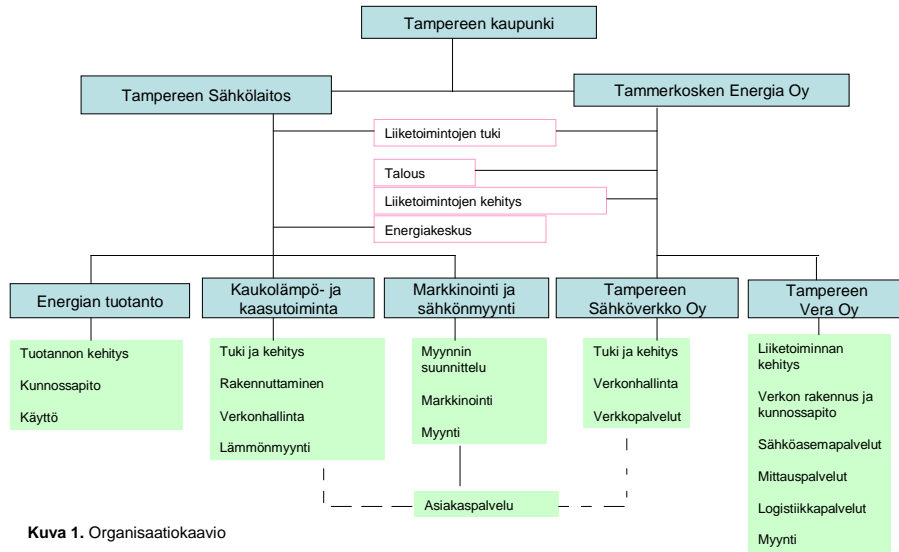 Tampereen kaupunki
Tampereen Sähkölaitos
Tammerkosken Energia Oy
Liiketoimintojen tuki
Talous
Liiketoimintojen kehitys
Energiakeskus
Energian tuotanto
Kaukolämpö- ja
kaasutoiminta
Markkinointi ja
sähkönmyynti
Tampereen
Sähköverkko Oy
Tampereen
Vera Oy
Tuotannon kehitys
Kunnossapito
Käyttö
Tuki ja kehitys
Rakennuttaminen
Verkonhallinta
Lämmönmyynti
Myynnin
suunnittelu
Markkinointi
Myynti
Tuki ja kehitys
Verkonhallinta
Verkkopalvelut
Liiketoiminnan
kehitys
Verkon rakennus ja
kunnossapito
Sähköasemapalvelut
Mittauspalvelut
Logistiikkapalvelut
Myynti
Asiakaspalvelu
Kuva 1. Organisaatiokaavio